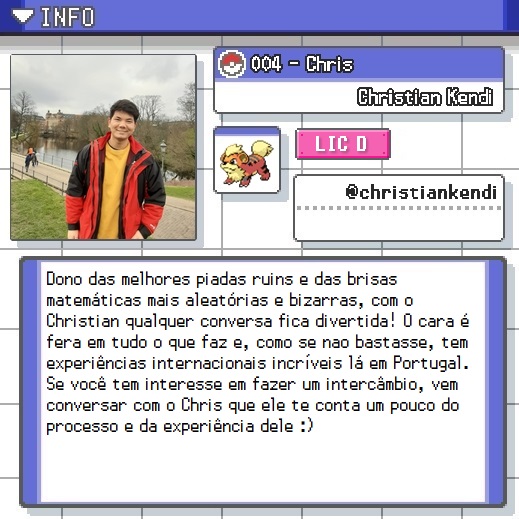 INFO
004 - Chris
Christian Kendi
LIC D
@christiankendi
Dono das melhores piadas ruins e das brisas
matemáticas mais aleatórias e bizarras, com o
Christian qualquer conversa fica divertida! O cara é
fera em tudo o que faz e, como se nao bastasse, tem
experiências internacionais incríveis lá em Portugal.
Se você tem interesse em fazer um intercâmbio, vem
conversar com o Chris que ele te conta um pouco do
processo e da experiência dele :)